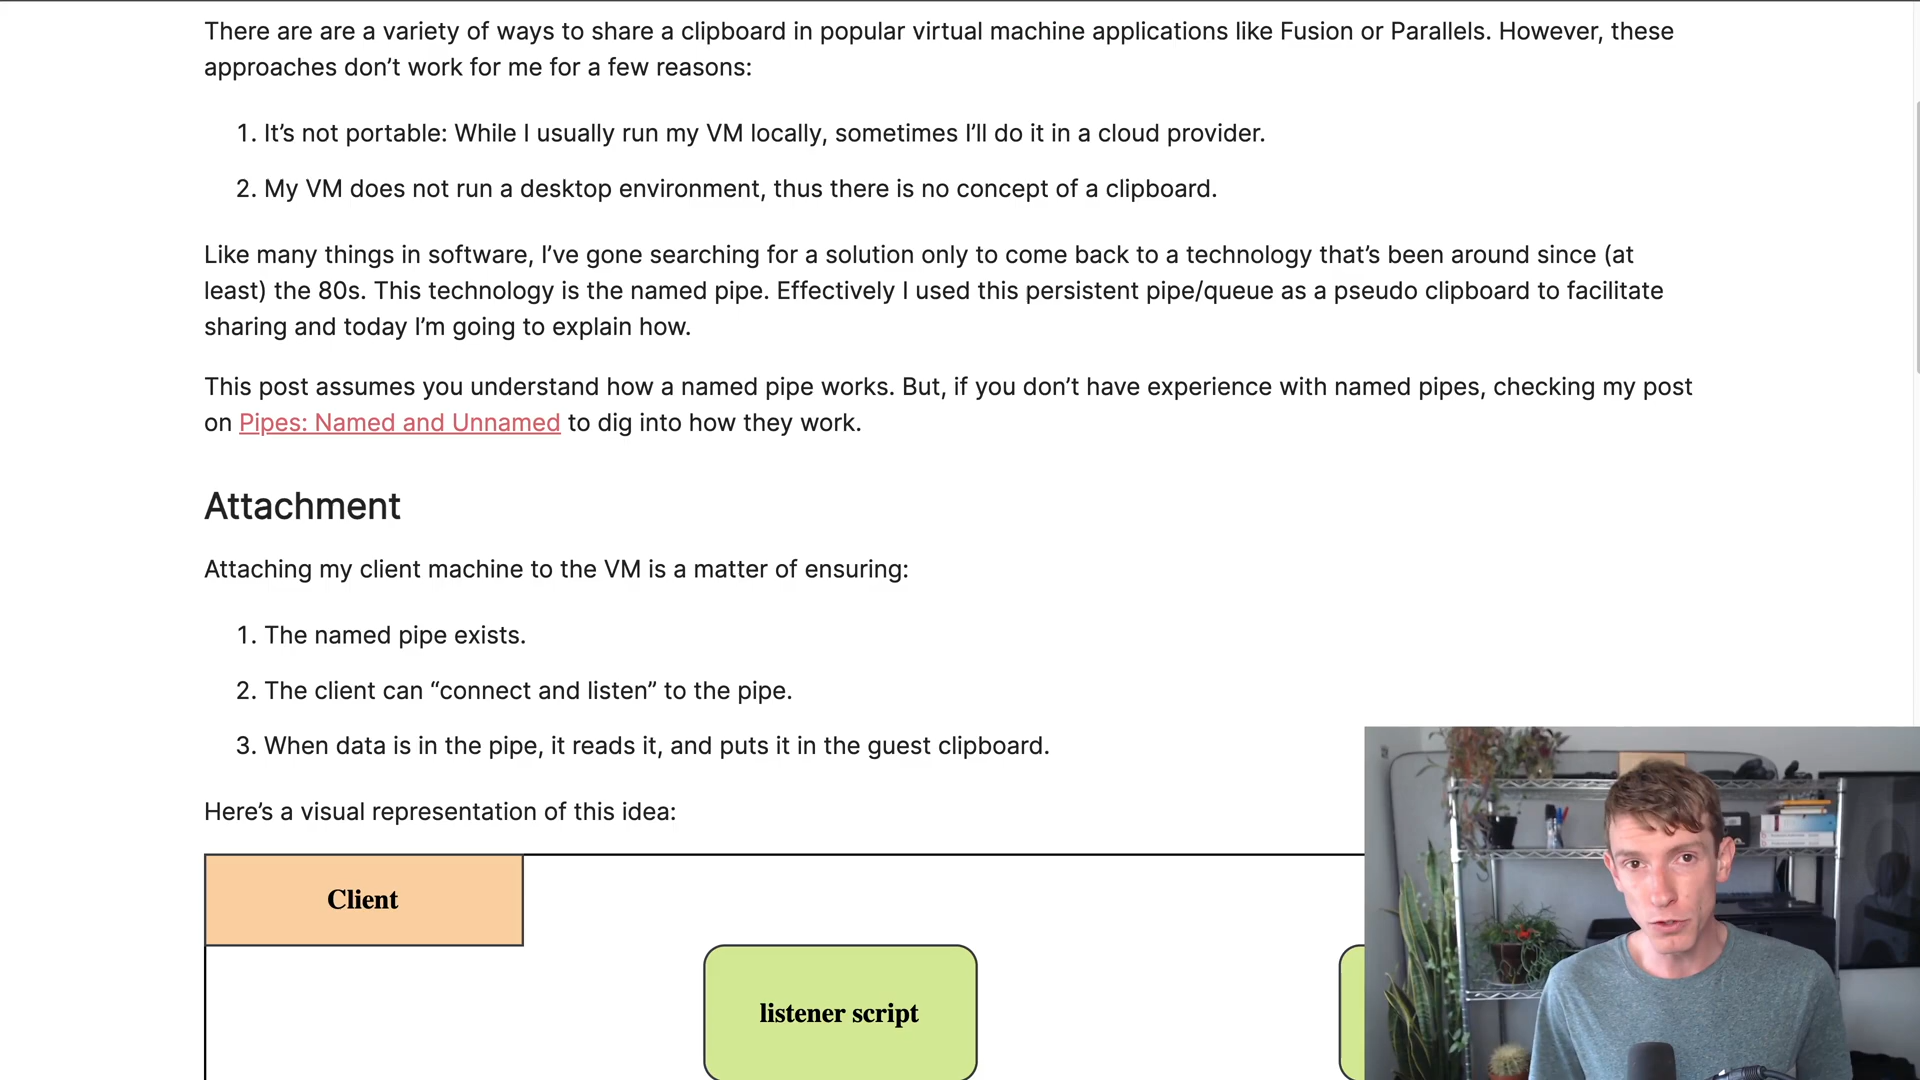 There are are a variety of ways to share a clipboard in popular virtual machine applications like Fusion or Parallels. However, these
approaches don’t work for me for a few reasons:
1. It’s not portable: While I usually run my VM locally, sometimes I’ll do it in a cloud provider.
2. My VM does not run a desktop environment, thus there is no concept of a clipboard.
Like many things in software, I’ve gone searching for a solution only to come back to a technology that’s been around since (at
least) the 80s. This technology is the named pipe. Effectively I used this persistent pipe/queue as a pseudo clipboard to facilitate
sharing and today I’m going to explain how.
This post assumes you understand how a named pipe works. But, if you don’t have experience with named pipes, checking my post
on Pipes: Named and Unnamed to dig into how they work.
Attachment
Attaching my client machine to the VM is a matter of ensuring:
1. The named pipe exists.
2. The client can “connect and listen” to the pipe.
3. When data is in the pipe, it reads it, and puts it in the guest clipboard.
Here’s a visual representation of this idea:
Client
listener script